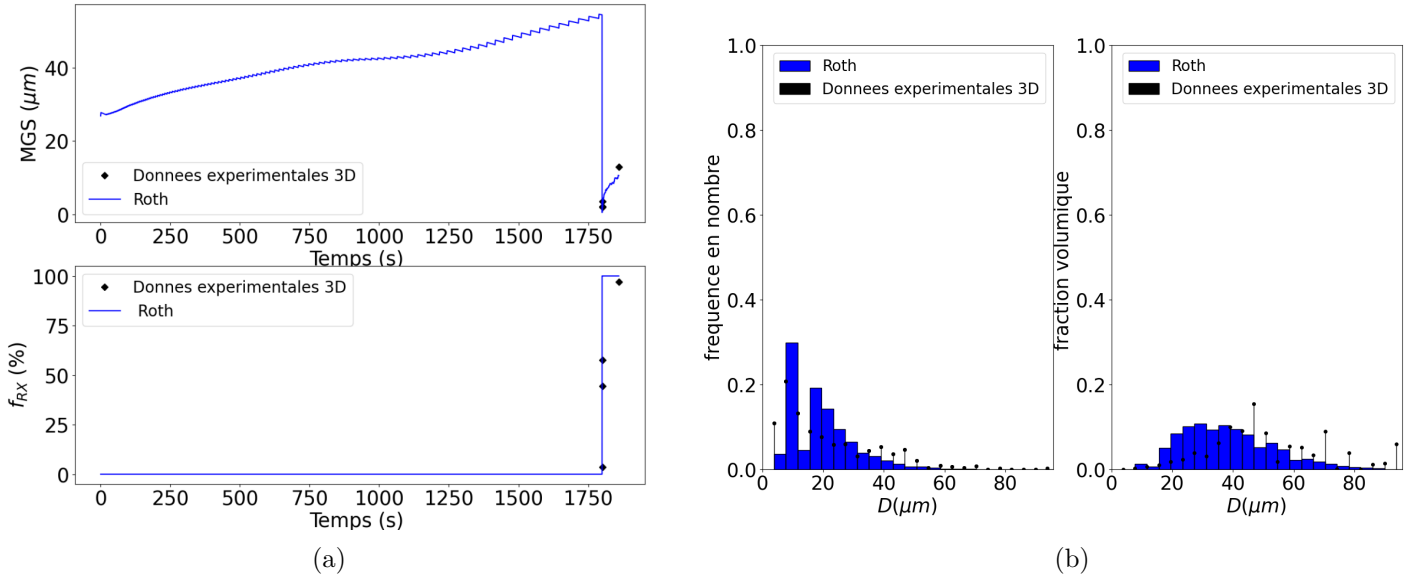 40
20
0
MGS (μm)
Donnees experimentales 3D
Roth
0 250 500 750 1000 1250 1500 1750
Temps (s)
100
75
50
25
0
f_RX (%)
Donnes experimentales 3D
Roth
0 250 500 750 1000 1250 1500 1750
Temps (s)
(a)
1.0
0.8
0.6
0.4
0.2
0.0
frequence en nombre
Roth
Donnees experimentales 3D
0 20 40 60 80
D(μm)
1.0
0.8
0.6
0.4
0.2
0.0
fraction volumique
Roth
Donnees experimentales 3D
0 20 40 60 80
D(μm)
(b)